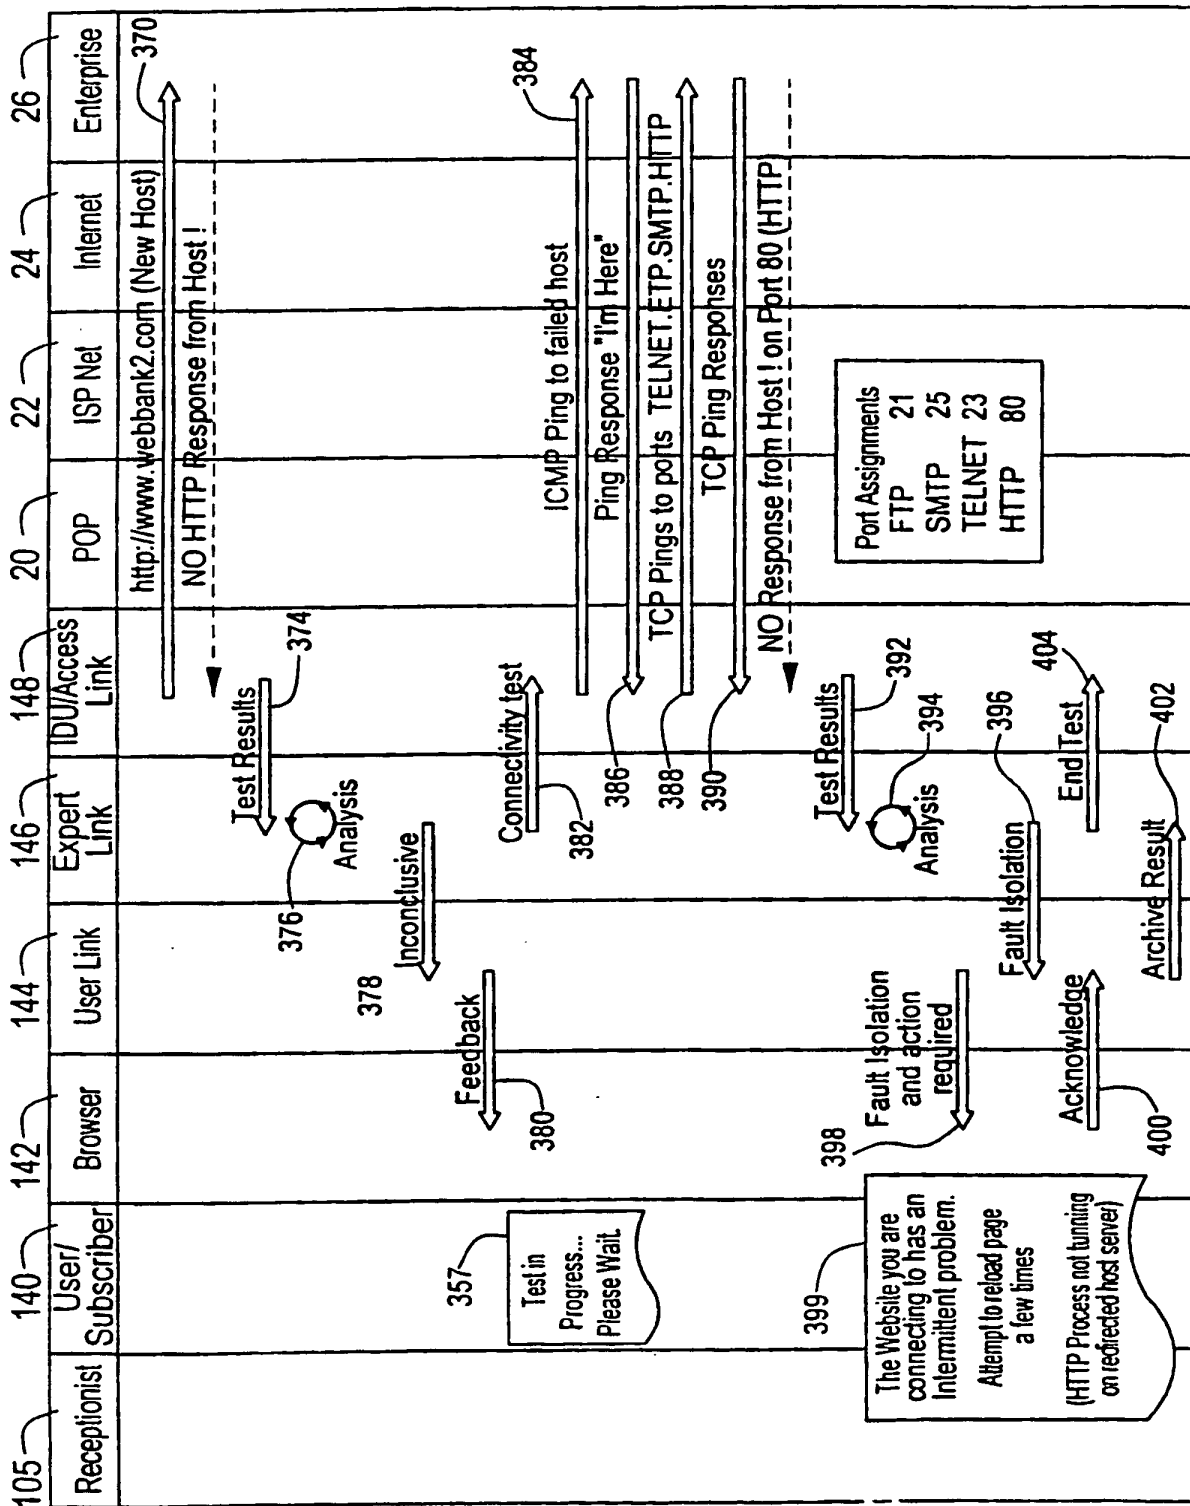 105
140
142
144
146
148
20
22
24
26
Receptionist
User/
Subscriber
Browser
User Link
Expert
Link
IDU/Access
Link
POP
ISP Net
Internet
Enterprise
http://www.webbank2.com (New Host)
370
NO HTTP Response from Host !
374
Test Results
376
Analysis
378
Inconclusive
357
Test in
Progress...
Please Wait.
Feedback
380
Connectivity test
382
ICMP Ping to failed host
384
Ping Response "I'm Here"
386
TCP Pings to ports TELNET.ETP.SMTP.HTTP
388
TCP Ping Responses
390
NO Response from Host ! on Port 80 (HTTP)
Test Results
392
394
Analysis
Port Assignments
FTP 21
SMTP 25
TELNET 23
HTTP 80
Fault Isolation
396
Fault Isolation
and action
required
398
399
The Website you are
connecting to has an
Intermittent problem.
Attempt to reload page
a few times
(HTTP Process not tunning
on redirected host server)
Acknowledge
400
End Test
404
Archive Result
402